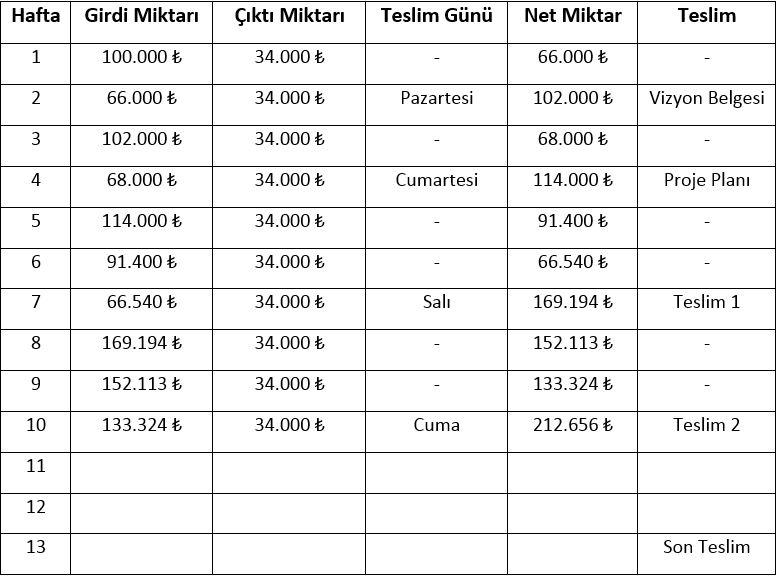 Hafta Girdi Miktarı Çıktı Miktarı Teslim Günü Net Miktar Teslim
1 100.000 ₺ 34.000 ₺ - 66.000 ₺ -
2 66.000 ₺ 34.000 ₺ Pazartesi 102.000 ₺ Vizyon Belgesi
3 102.000 ₺ 34.000 ₺ - 68.000 ₺ -
4 68.000 ₺ 34.000 ₺ Cumartesi 114.000 ₺ Proje Planı
5 114.000 ₺ 34.000 ₺ - 91.400 ₺ -
6 91.400 ₺ 34.000 ₺ - 66.540 ₺ -
7 66.540 ₺ 34.000 ₺ Salı 169.194 ₺ Teslim 1
8 169.194 ₺ 34.000 ₺ - 152.113 ₺ -
9 152.113 ₺ 34.000 ₺ - 133.324 ₺ -
10 133.324 ₺ 34.000 ₺ Cuma 212.656 ₺ Teslim 2
11
12
13 Son Teslim